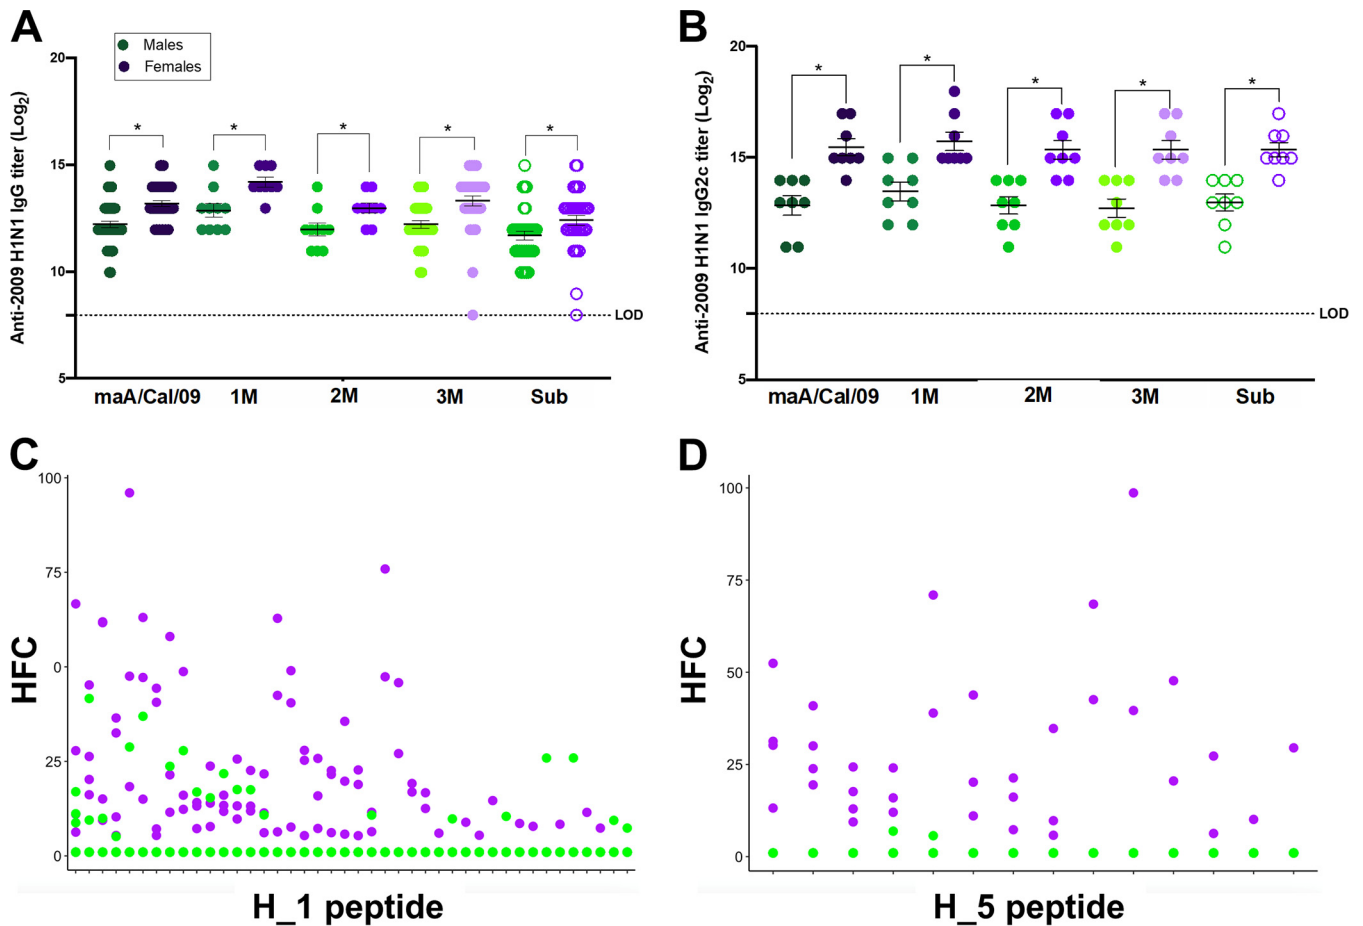 A
Males
Females
Anti-2009 H1N1 IgG titer (Log2)
20
15
10
5
* * * * *
LOD
maA/Cal/09 1M 2M 3M Sub
B
Anti-2009 H1N1 IgG2c titer (Log2)
20
15
10
5
* * * * *
LOD
maA/Cal/09 1M 2M 3M Sub
C
HFC
100
75
0
25
0
H_1 peptide
D
HFC
100
75
50
25
0
H_5 peptide